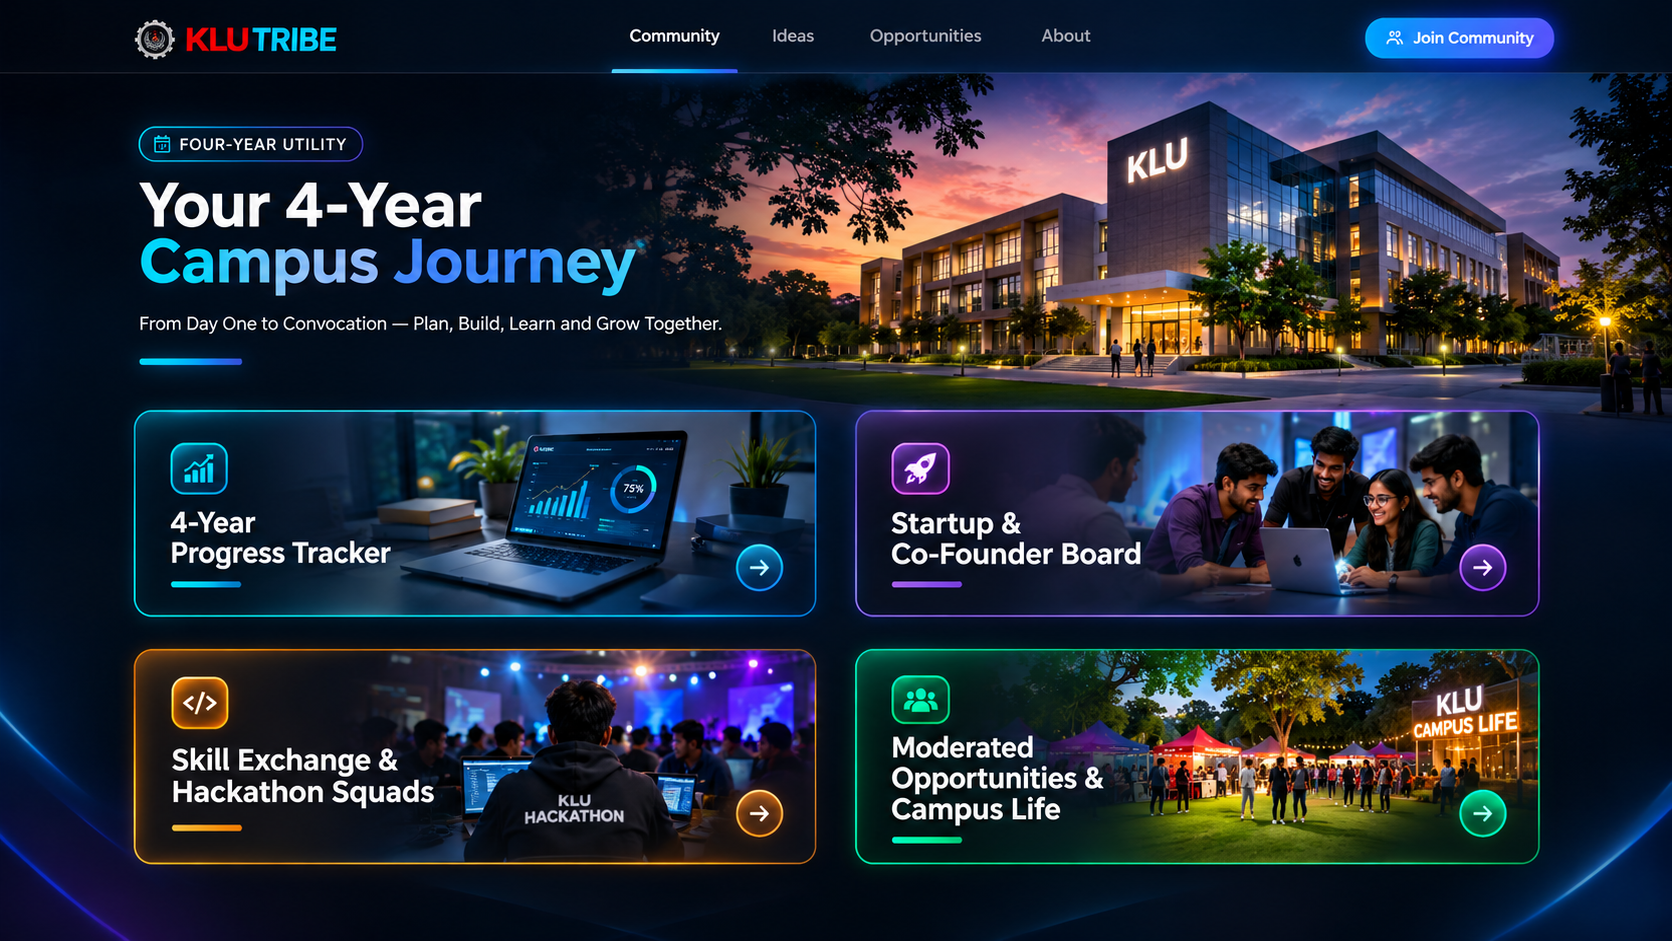 KLU TRIBE
Community
Ideas
Opportunities
About
Join Community
FOUR-YEAR UTILITY
Your 4-Year
Campus Journey
From Day One to Convocation — Plan, Build, Learn and Grow Together.
KLU
4-Year
Progress Tracker
75%
Startup &
Co-Founder Board
Skill Exchange &
Hackathon Squads
KLU
HACKATHON
Moderated
Opportunities &
Campus Life
KLU
CAMPUS LIFE